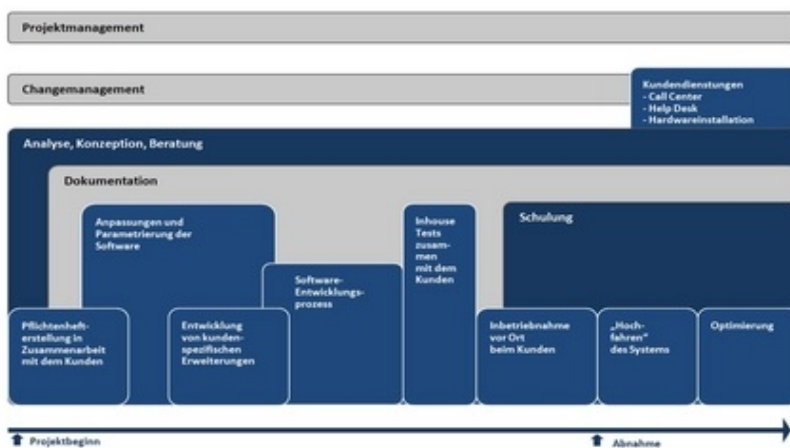 Projektmanagement
Changemanagement
Kundendienstungen
- Call Center
- Help Desk
- Hardwareinstallation
Analyse, Konzeption, Beratung
Dokumentation
Anpassungen und
Parametrierung der
Software
Inhouse
Tests
zusam-
men
mit dem
Kunden
Schulung
Software-
Entwicklungs-
prozess
Pflichtenheft-
erstellung in
Zusammenarbeit
mit dem Kunden
Entwicklung
von kunden-
spezifischen
Erweiterungen
Inbetriebnahme
vor Ort
beim Kunden
„Hoch-
fahren“
des Systems
Optimierung
Projektbeginn
Abnahme